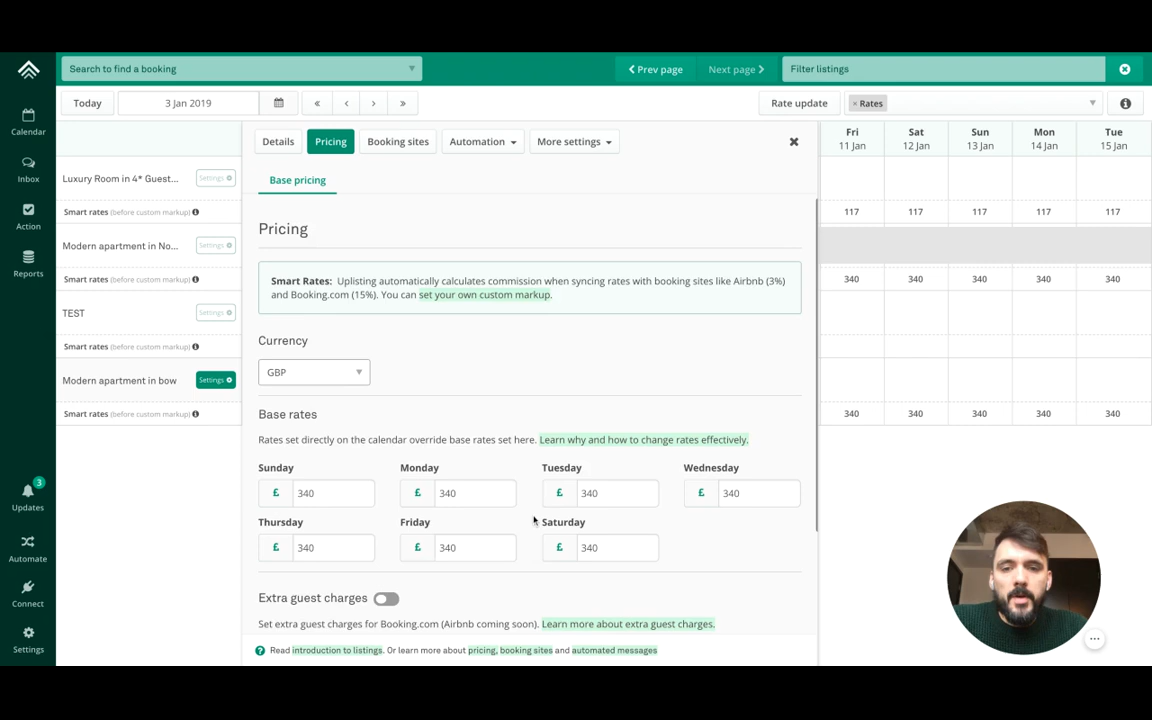 Search to find a booking
Prev page
Next page
Filter listings
Calendar
Inbox
Action
Reports
Updates
3
Automate
Connect
Settings
Today
3 Jan 2019
«
‹
›
»
Rate update
× Rates
Fri
11 Jan
Sat
12 Jan
Sun
13 Jan
Mon
14 Jan
Tue
15 Jan
Luxury Room in 4* Guest...
Settings
Smart rates (before custom markup)
117 117 117 117 117
Modern apartment in No...
Settings
Smart rates (before custom markup)
340 340 340 340 340
TEST
Settings
Smart rates (before custom markup)
Modern apartment in bow
Settings
Smart rates (before custom markup)
340 340 340 340 340
Details
Pricing
Booking sites
Automation
More settings
Base pricing
Pricing
Smart Rates: Uplisting automatically calculates commission when syncing rates with booking sites like Airbnb (3%)
and Booking.com (15%). You can set your own custom markup.
Currency
GBP
Base rates
Rates set directly on the calendar override base rates set here. Learn why and how to change rates effectively.
Sunday
£ 340
Monday
£ 340
Tuesday
£ 340
Wednesday
£ 340
Thursday
£ 340
Friday
£ 340
Saturday
£ 340
Extra guest charges
Set extra guest charges for Booking.com (Airbnb coming soon). Learn more about extra guest charges.
Read introduction to listings. Or learn more about pricing, booking sites and automated messages